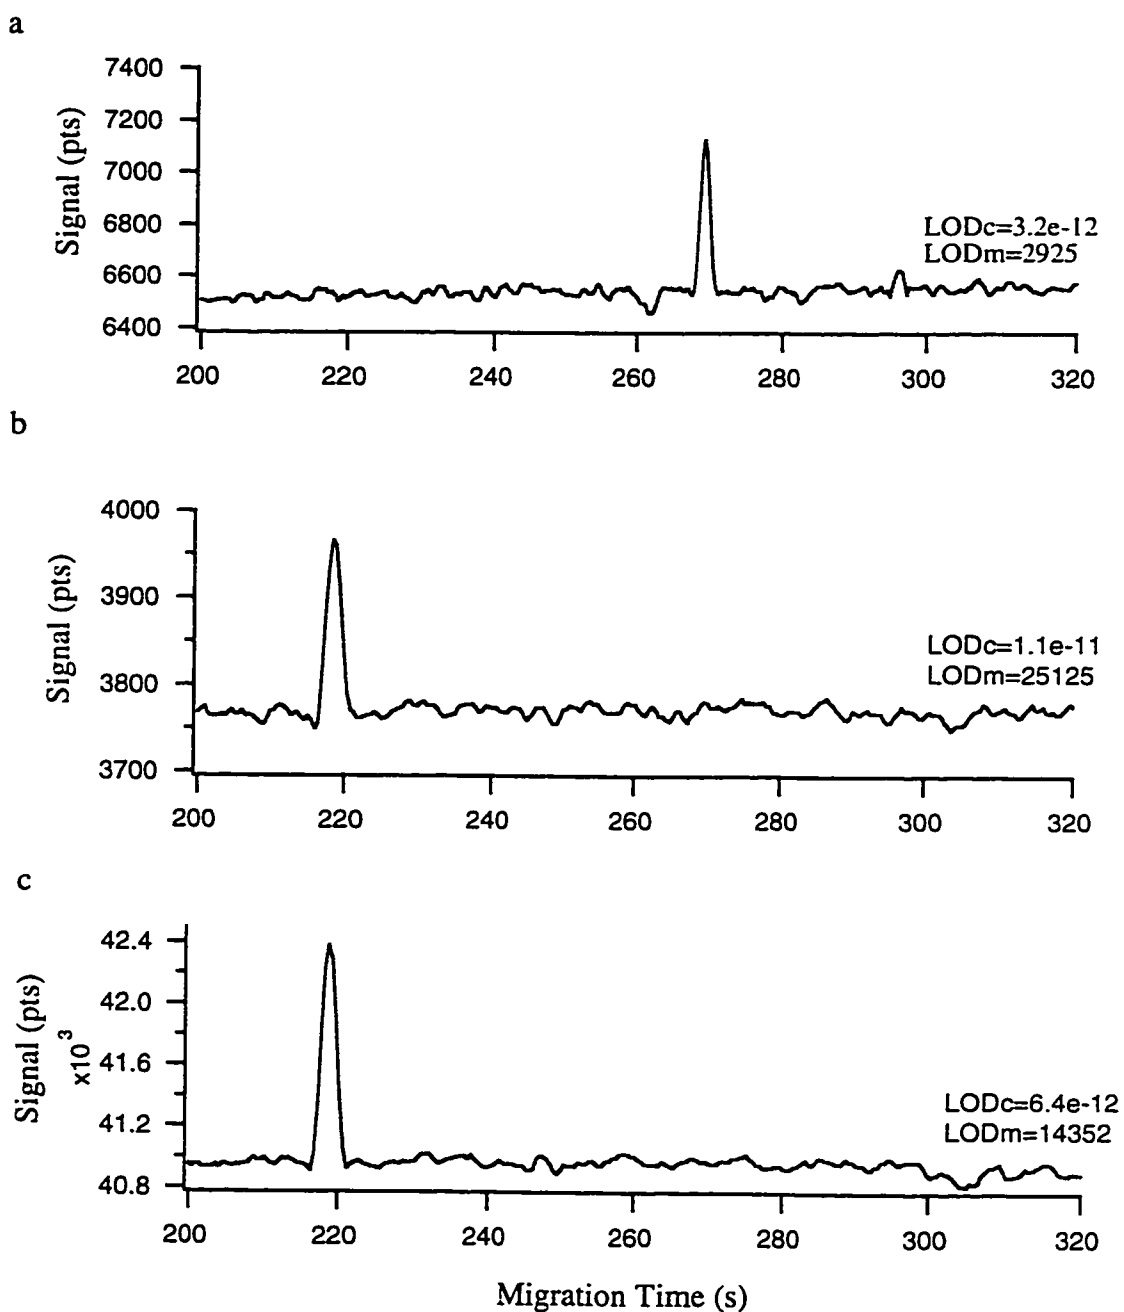 a
7400
7200
7000
6800
6600
6400
Signal (pts)
LODc=3.2e-12
LODm=2925
200 220 240 260 280 300 320
b
4000
3900
3800
3700
Signal (pts)
LODc=1.1e-11
LODm=25125
200 220 240 260 280 300 320
c
42.4
42.0
41.6
41.2
40.8
Signal (pts)
x10³
LODc=6.4e-12
LODm=14352
200 220 240 260 280 300 320
Migration Time (s)